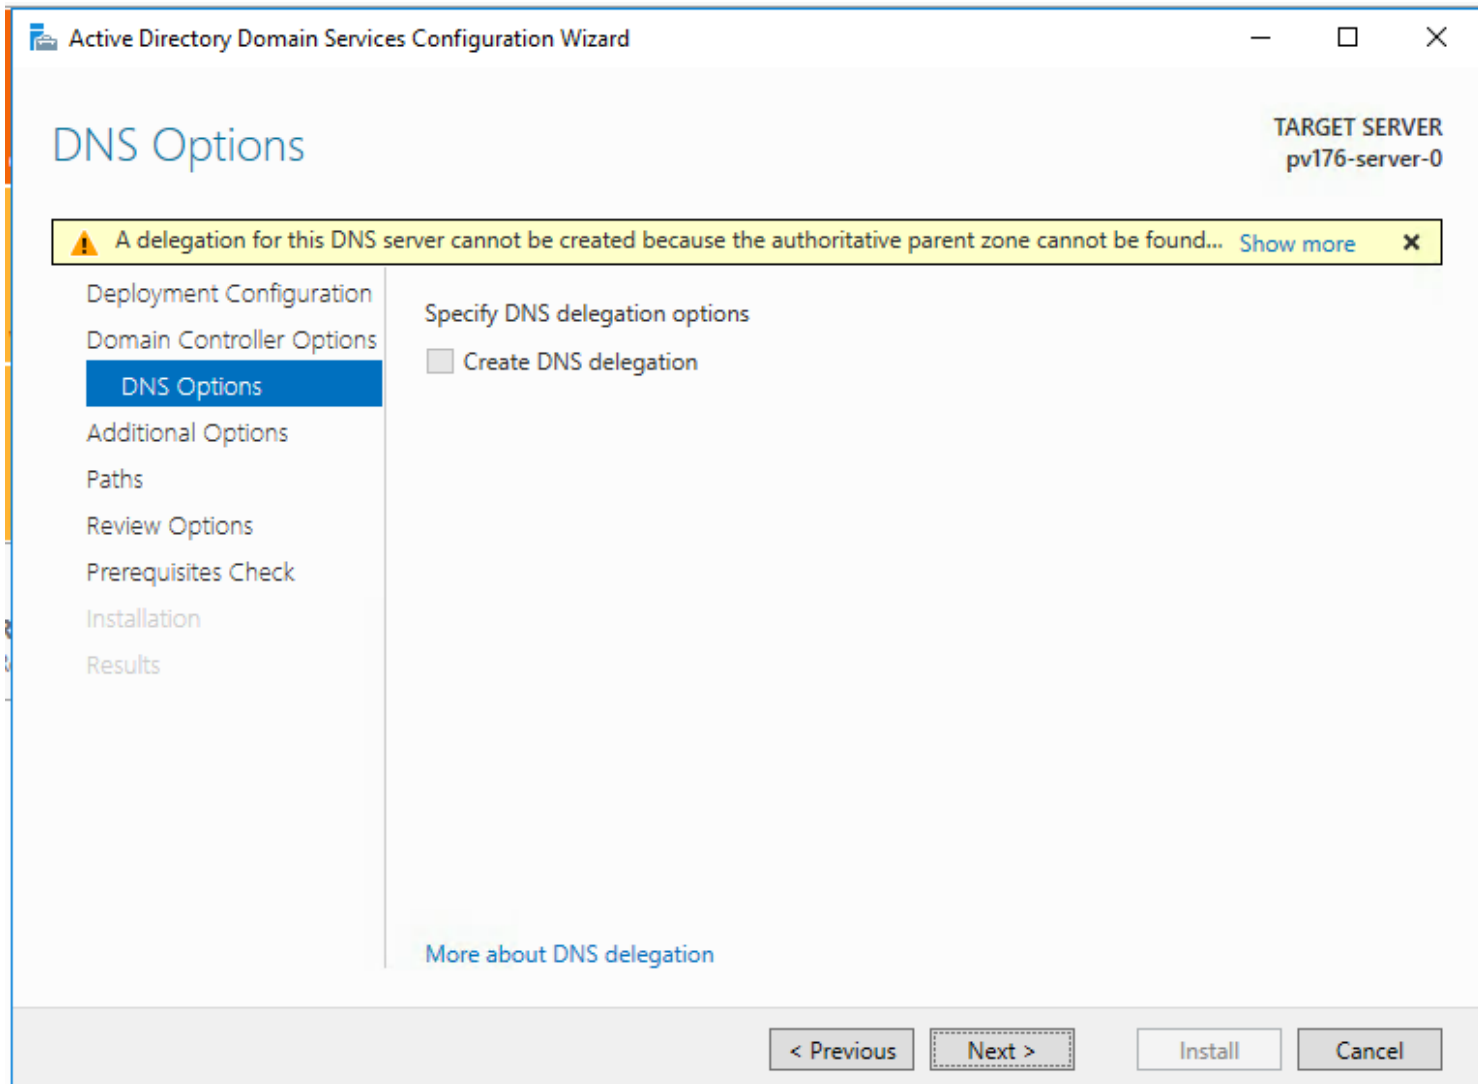 Active Directory Domain Services Configuration Wizard
DNS Options
TARGET SERVER
pv176-server-0
A delegation for this DNS server cannot be created because the authoritative parent zone cannot be found... Show more
Deployment Configuration
Domain Controller Options
DNS Options
Additional Options
Paths
Review Options
Prerequisites Check
Installation
Results
Specify DNS delegation options
Create DNS delegation
More about DNS delegation
< Previous
Next >
Install
Cancel